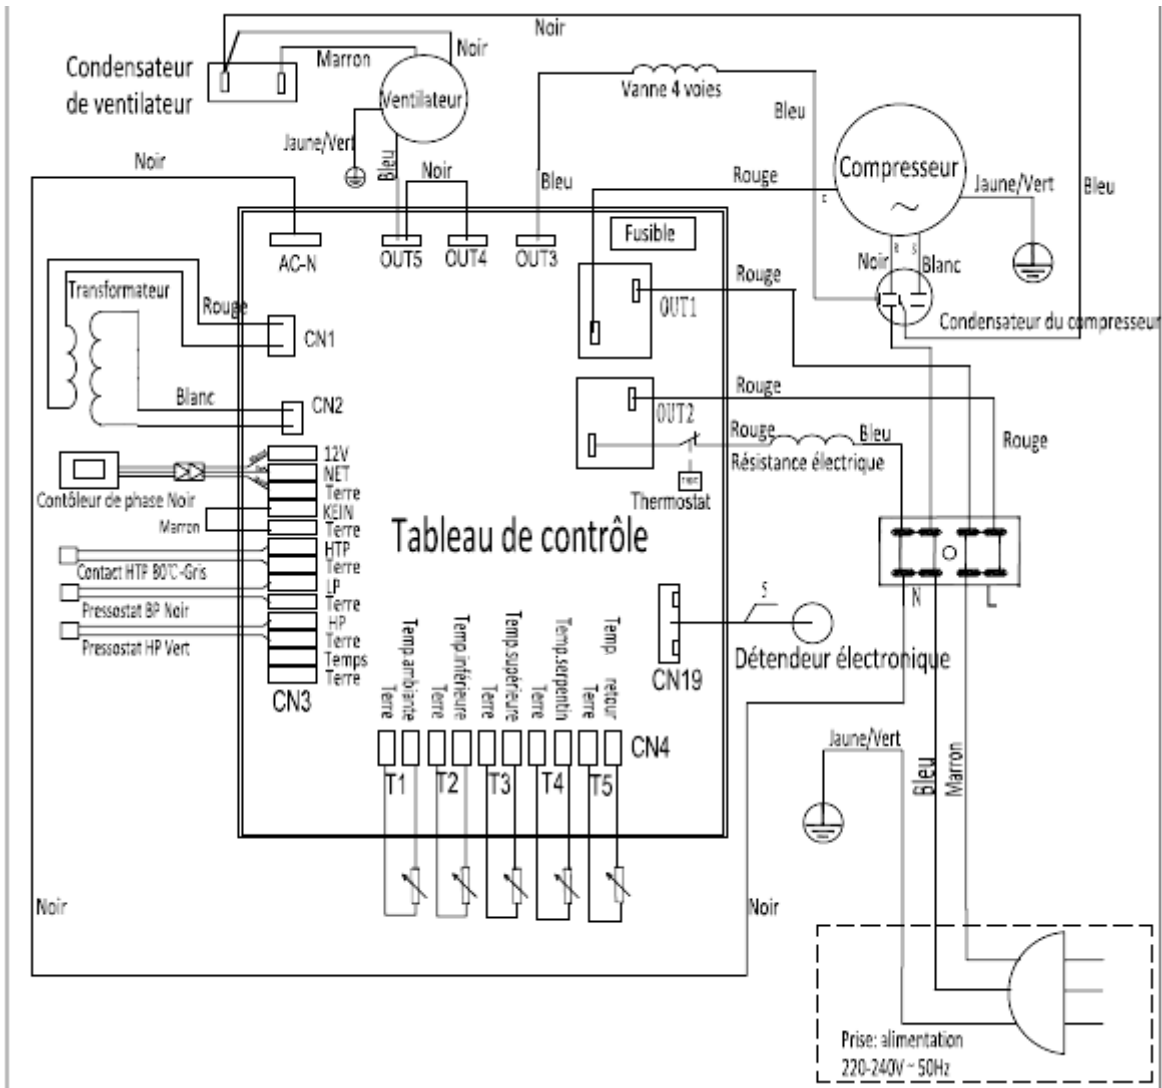 Noir
Noir
Marron
Condensateur
de ventilateur
Ventilateur
Vanne 4 voies
Bleu
Jaune/Vert
Bleu
Noir
Noir
Bleu
Rouge
Compresseur
Jaune/Vert
Bleu
Fusible
AC-N
OUT5
OUT4
OUT3
Noir
Blanc
R
S
Transformateur
Rouge
Rouge
OUT1
Condensateur du compresseur
CN1
Rouge
Blanc
CN2
OUT2
Rouge
Bleu
Rouge
Résistance électrique
Thermostat
12V
NET
Terre
KEIN
Terre
HTP
Terre
LP
Terre
HP
Terre
Temps
Terre
CN3
Contôleur de phase Noir
Marron
Contact HTP 80℃-Gris
Pressostat BP Noir
Pressostat HP Vert
Tableau de contrôle
N
L
5
Détendeur électronique
CN19
Terre
Temp.ambiante
Terre
Temp.inférieure
Terre
Temp.supérieure
Terre
Temp.serpentin
Terre
Temp. retour
CN4
T1
T2
T3
T4
T5
Jaune/Vert
Bleu
Marron
Noir
Noir
Prise: alimentation
220-240V ~ 50Hz